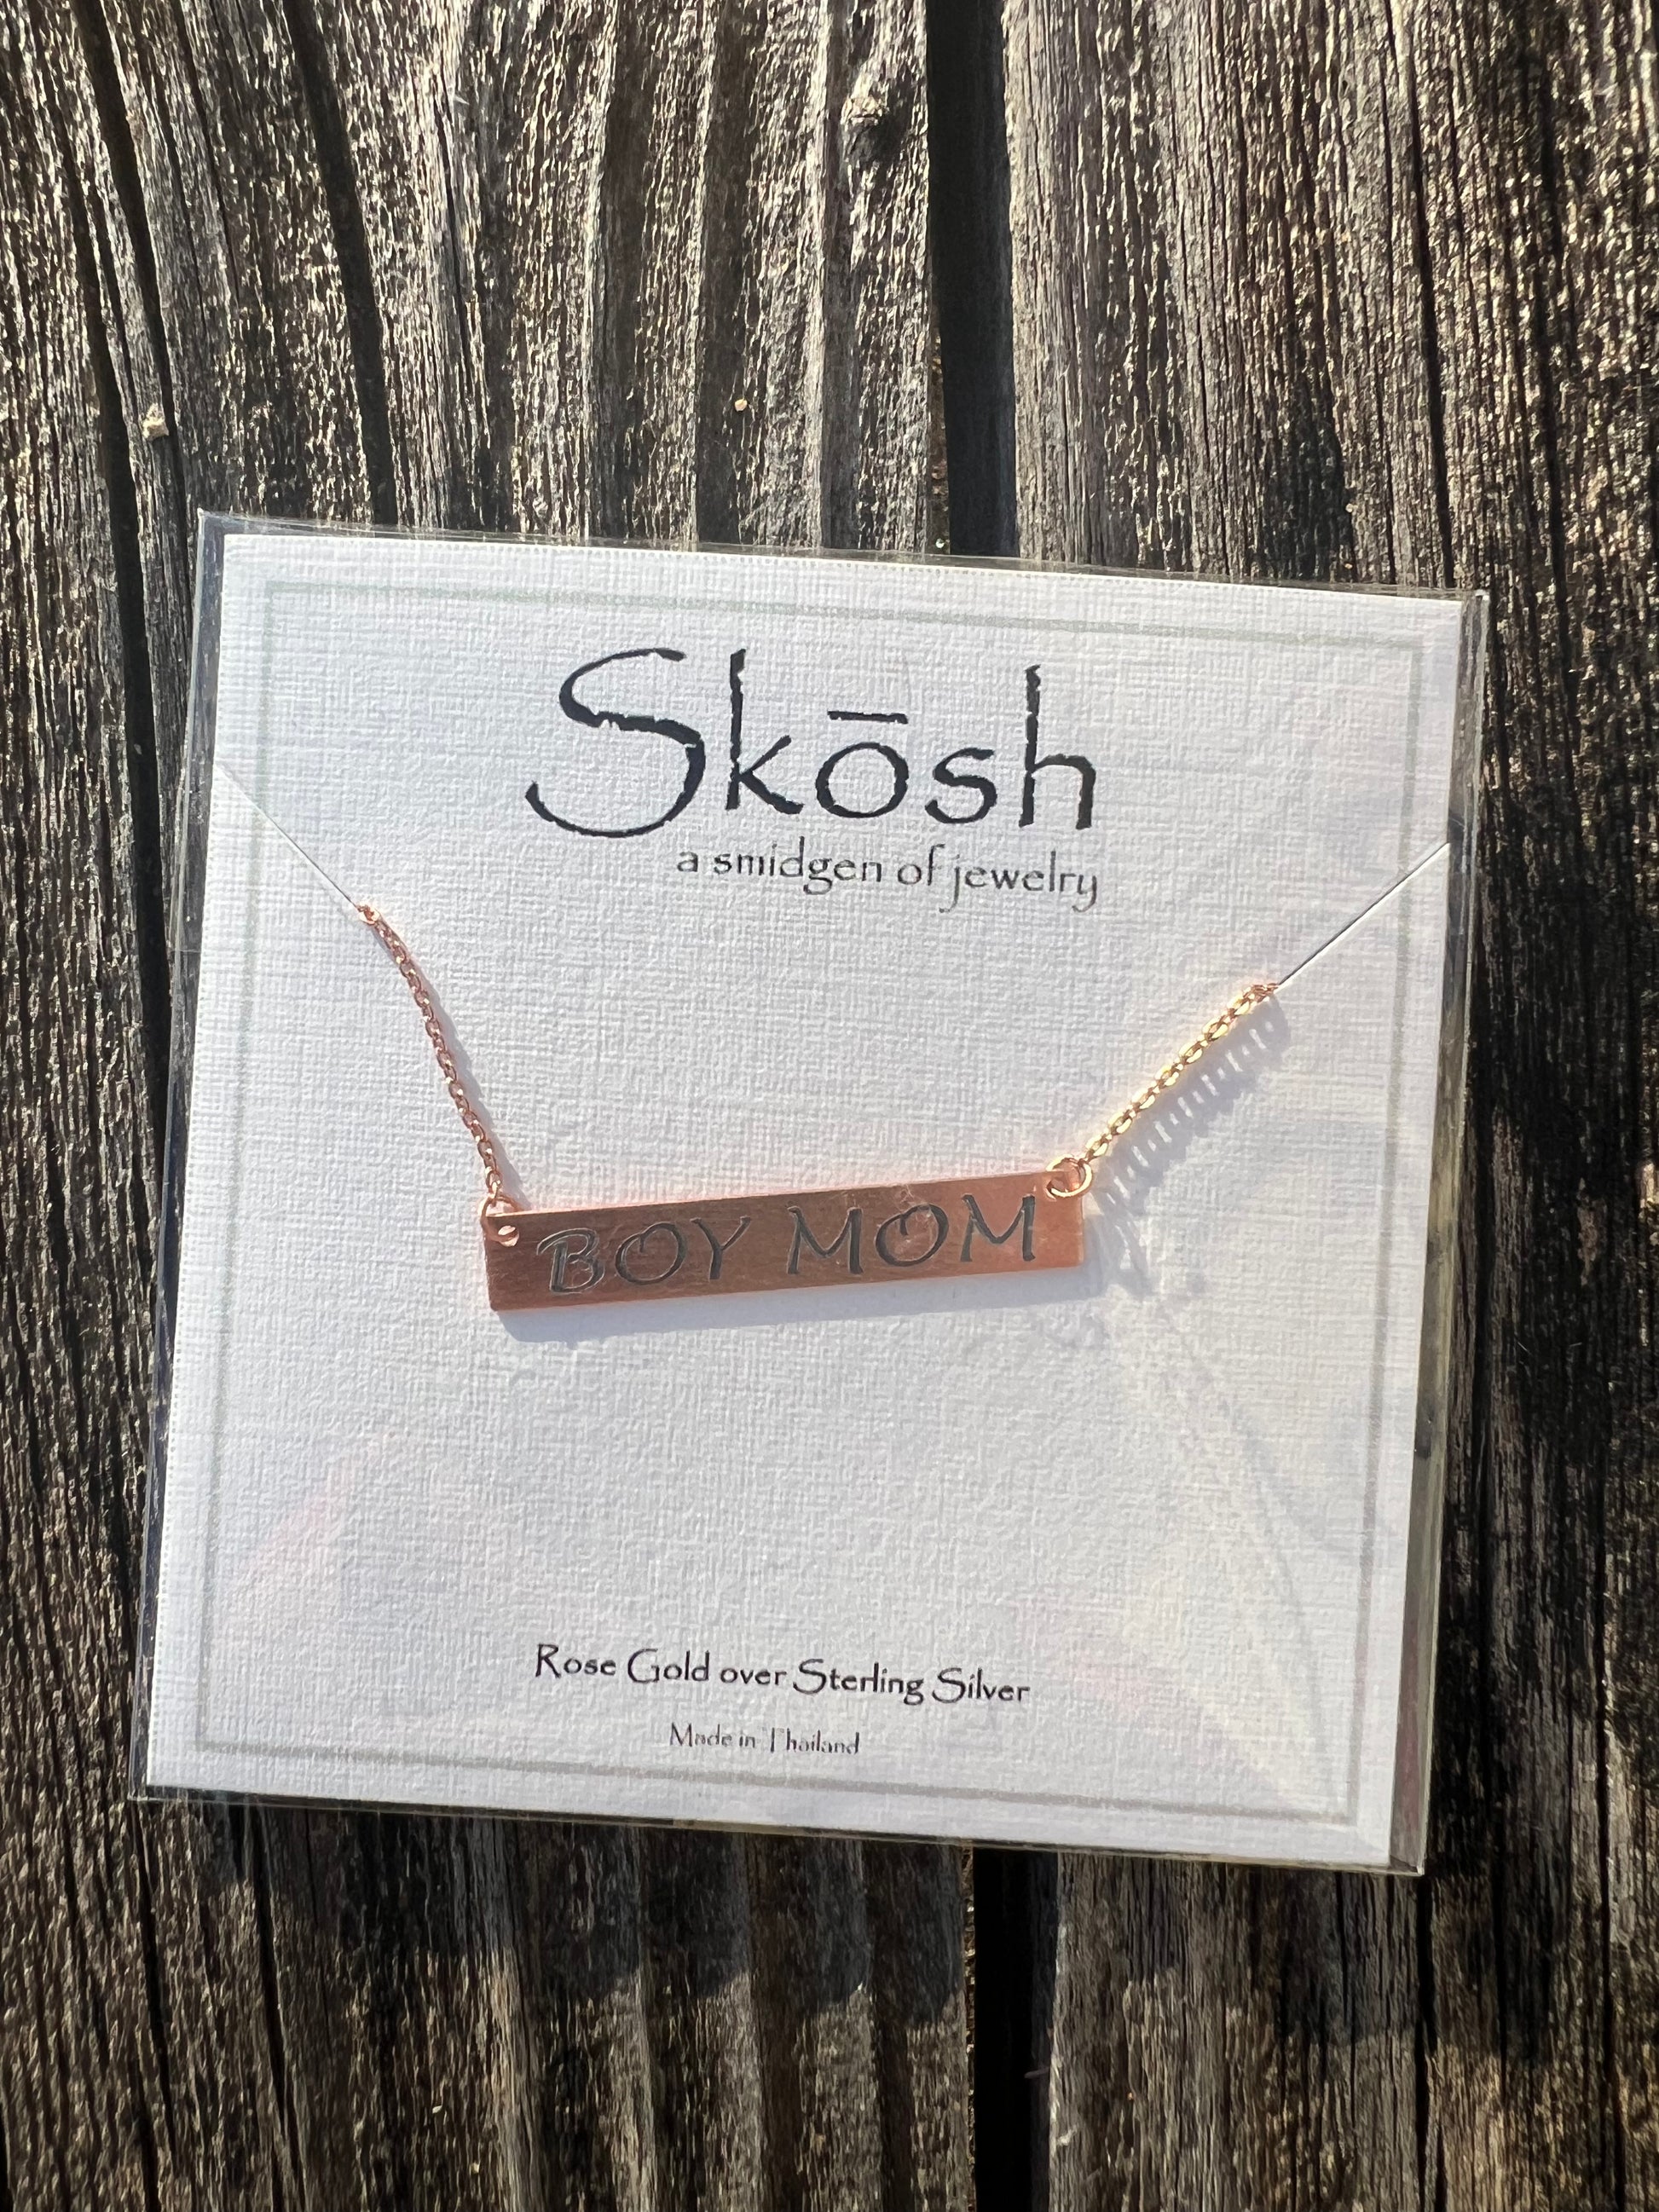 Skōsh
a smidgen of jewelry
BOY MOM
Rose Gold over Sterling Silver
Made in Thailand